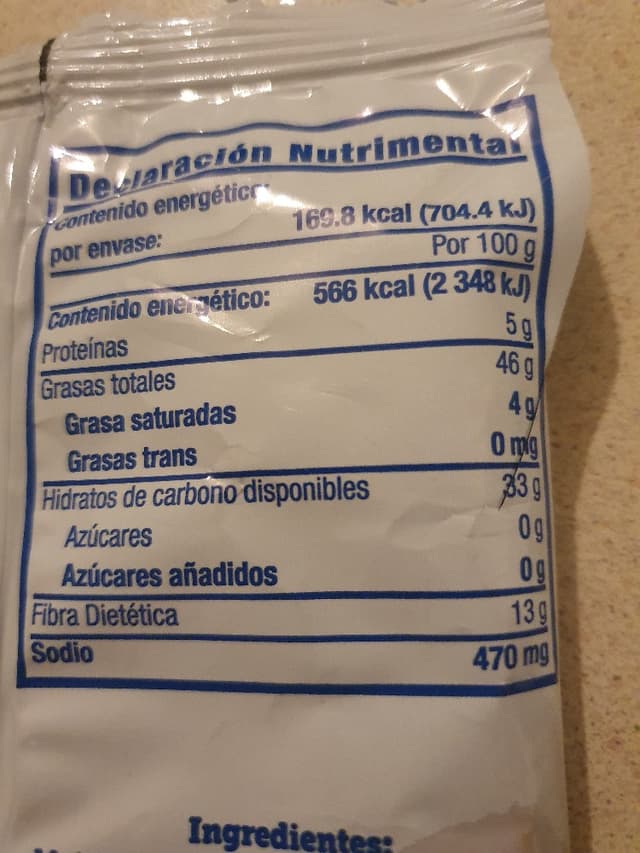 Declaración Nutrimental
Contenido energético
por envase: 169.8 kcal (704.4 kJ)
Por 100 g
Contenido energético: 566 kcal (2 348 kJ)
Proteínas 5 g
Grasas totales 46 g
Grasa saturadas 4 g
Grasas trans 0 mg
Hidratos de carbono disponibles 33 g
Azúcares 0 g
Azúcares añadidos 0 g
Fibra Dietética 13 g
Sodio 470 mg
Ingredientes: